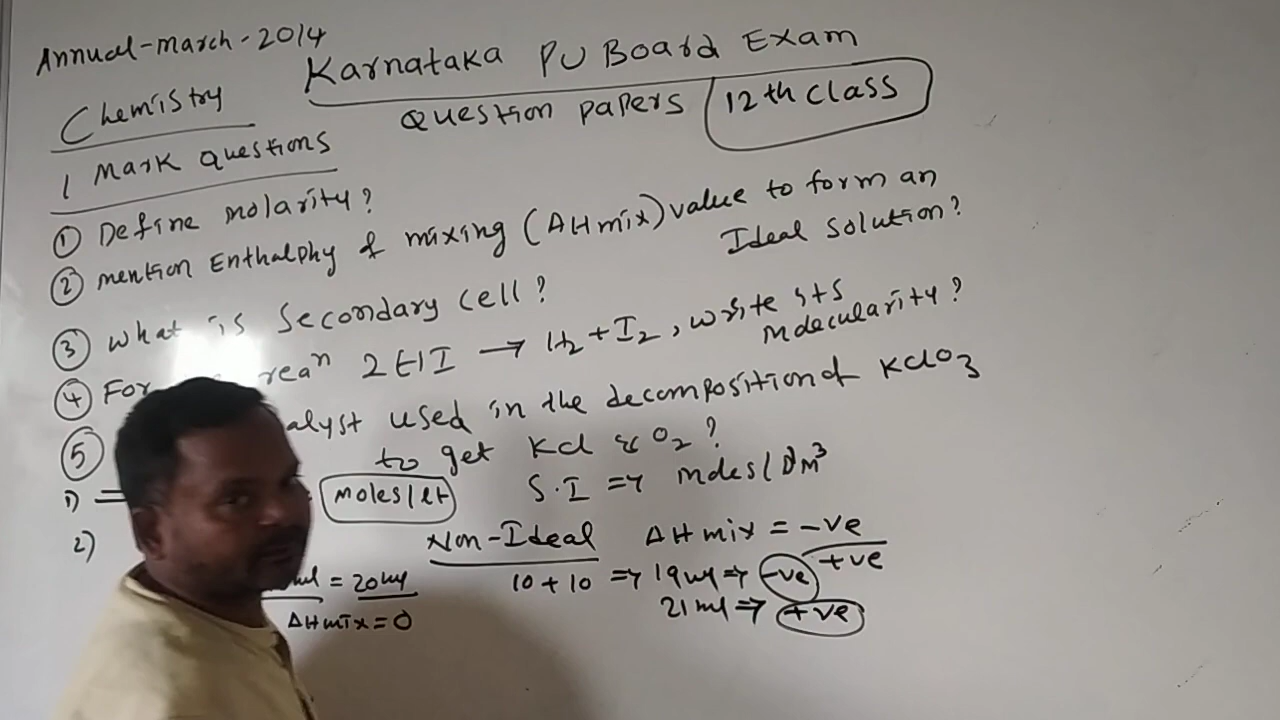 Annual-march-2014
Karnataka PU Board Exam
Chemistry
Question papers 12th class
1 Mark Questions
① Define molarity?
② mention Enthalphy of mixing (ΔHmix) value to form an
Ideal solution?
③ What is Secondary cell?
④ For rea^n 2HI → H2 + I2, write its
molecularity?
⑤ alyst used in the decomposition of KClO3
to get KCl & O2?
1) = moles/lt S.I => moles/dm³
2) Non-Ideal ΔHmix = -ve
+ve
ml = 20ml 10 + 10 => 19ml => -ve
ΔHmix = 0 21ml => +ve